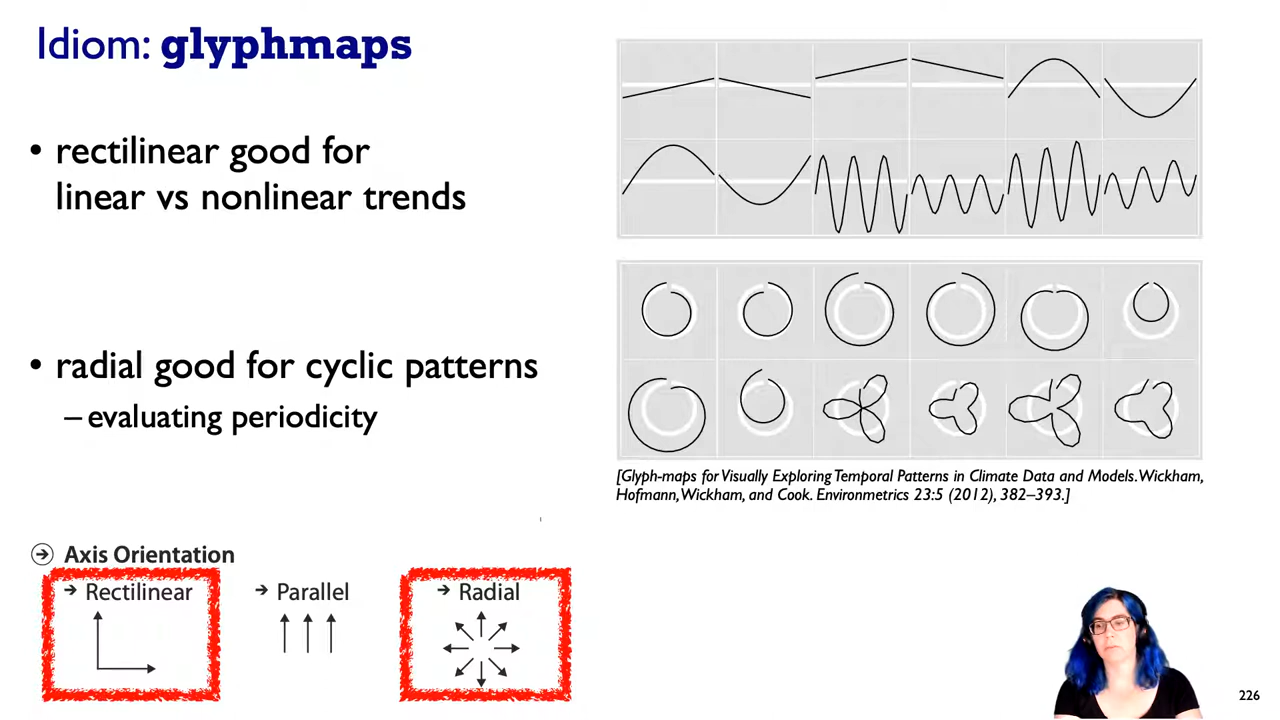 Idiom: glyphmaps
• rectilinear good for
linear vs nonlinear trends
• radial good for cyclic patterns
– evaluating periodicity
[Glyph-maps for Visually Exploring Temporal Patterns in Climate Data and Models. Wickham,
Hofmann, Wickham, and Cook. Environmetrics 23:5 (2012), 382–393.]
Axis Orientation
Rectilinear
Parallel
Radial
226